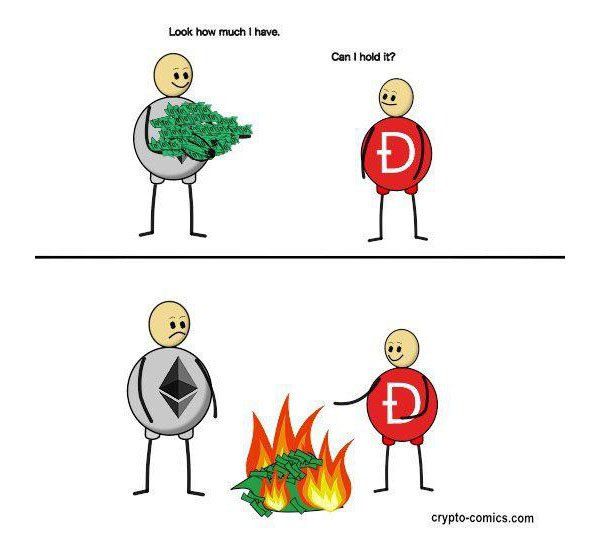 Look how much I have.
Can I hold it?
Đ
Đ
crypto-comics.com